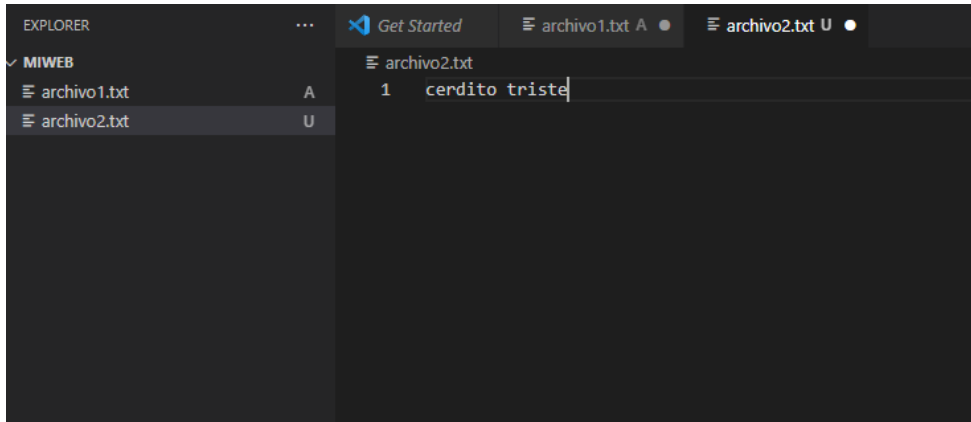 EXPLORER ...
MIWEB
archivo1.txt A
archivo2.txt U
Get Started archivo1.txt A archivo2.txt U
archivo2.txt
1 cerdito triste